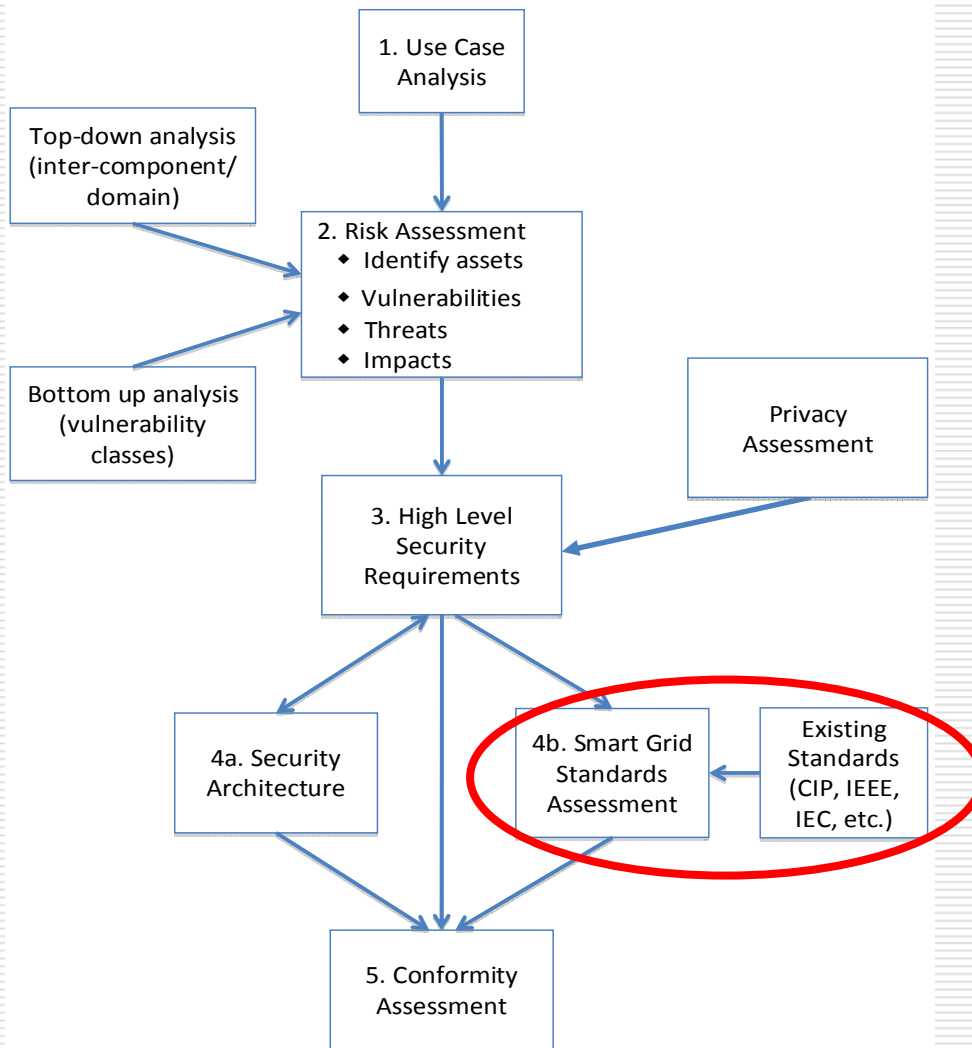 1. Use Case
Analysis
Top-down analysis
(inter-component/
domain)
2. Risk Assessment
◆ Identify assets
◆ Vulnerabilities
◆ Threats
◆ Impacts
Bottom up analysis
(vulnerability
classes)
Privacy
Assessment
3. High Level
Security
Requirements
4a. Security
Architecture
4b. Smart Grid
Standards
Assessment
Existing
Standards
(CIP, IEEE,
IEC, etc.)
5. Conformity
Assessment